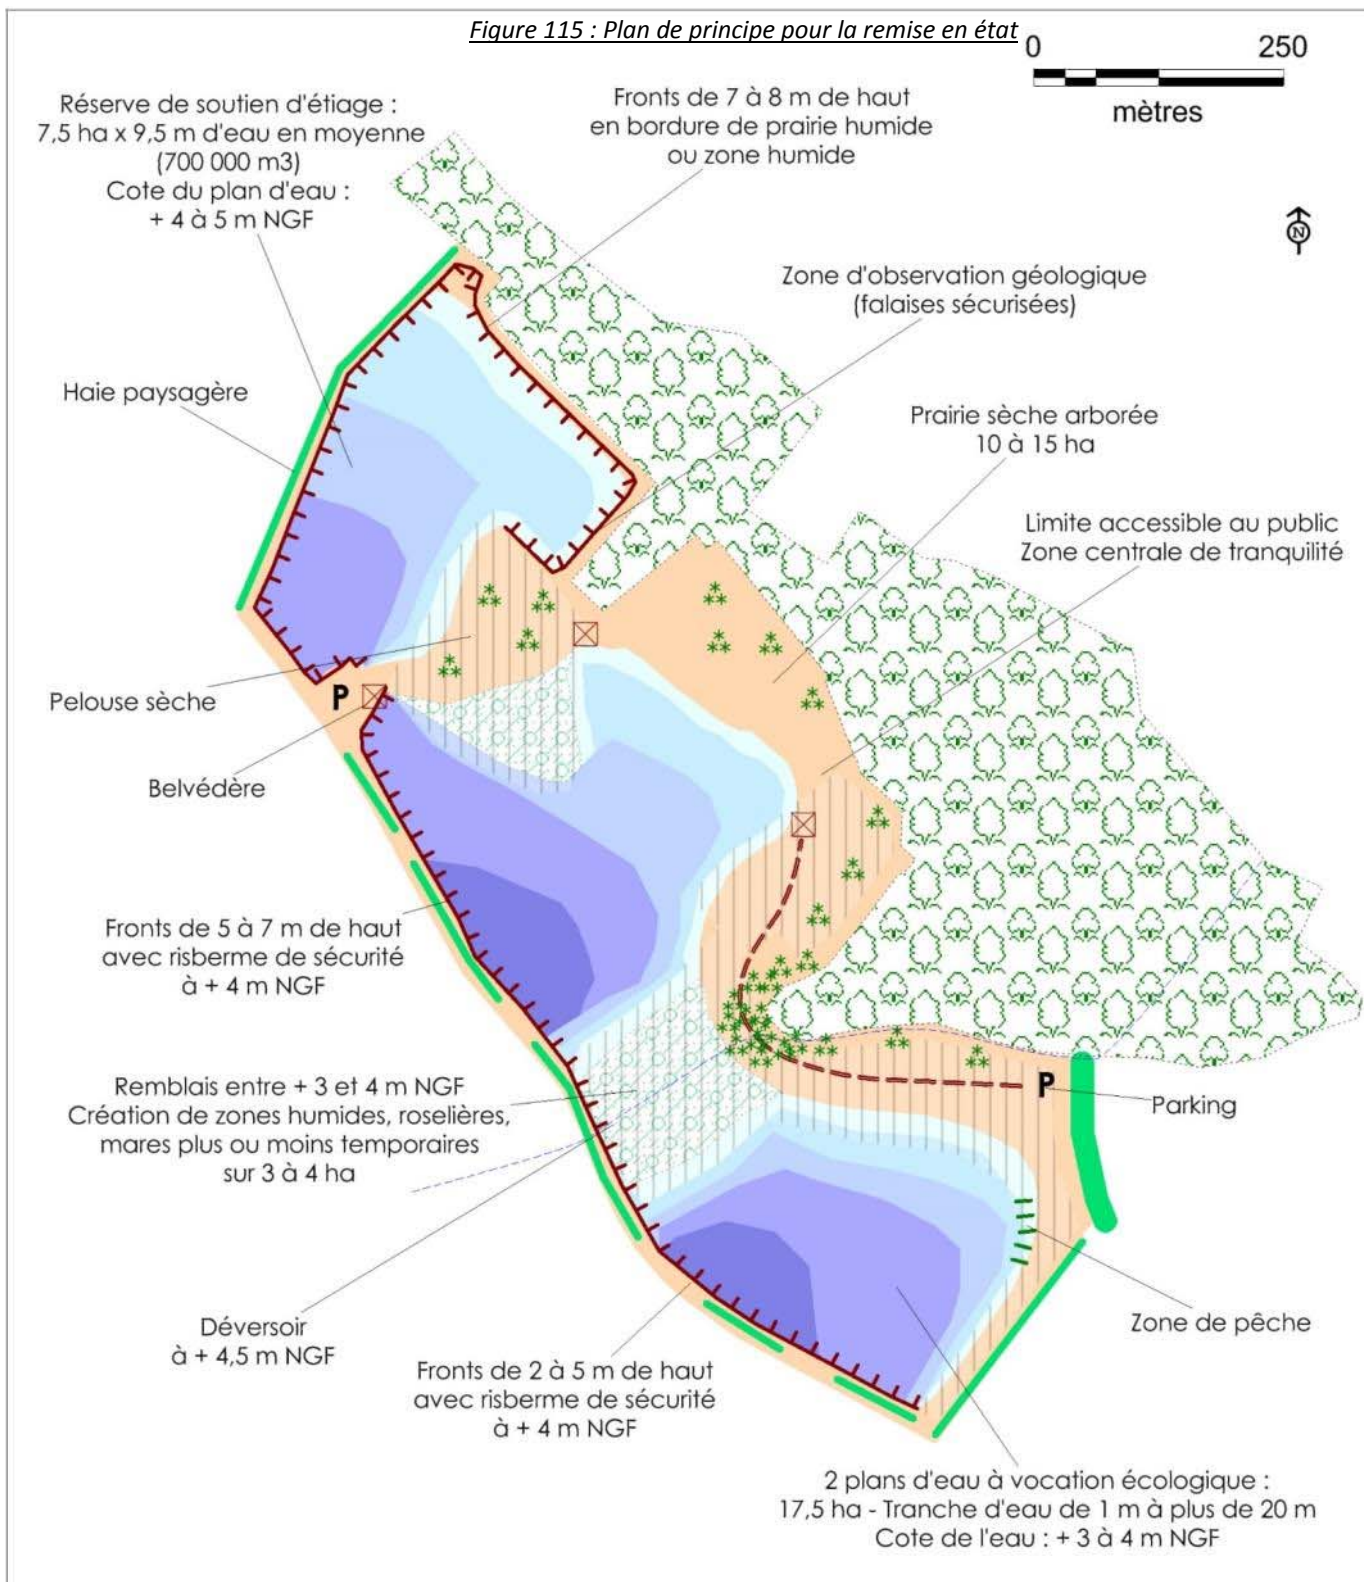 Figure 115 : Plan de principe pour la remise en état
0 250
mètres
Réserve de soutien d'étiage :
7,5 ha x 9,5 m d'eau en moyenne
(700 000 m3)
Cote du plan d'eau :
+ 4 à 5 m NGF
Fronts de 7 à 8 m de haut
en bordure de prairie humide
ou zone humide
N
Zone d'observation géologique
(falaises sécurisées)
Haie paysagère
Prairie sèche arborée
10 à 15 ha
Limite accessible au public
Zone centrale de tranquilité
Pelouse sèche
P
Belvédère
Fronts de 5 à 7 m de haut
avec risberme de sécurité
à + 4 m NGF
Remblais entre + 3 et 4 m NGF
Création de zones humides, roselières,
mares plus ou moins temporaires
sur 3 à 4 ha
P
Parking
Déversoir
à + 4,5 m NGF
Zone de pêche
Fronts de 2 à 5 m de haut
avec risberme de sécurité
à + 4 m NGF
2 plans d'eau à vocation écologique :
17,5 ha - Tranche d'eau de 1 m à plus de 20 m
Cote de l'eau : + 3 à 4 m NGF